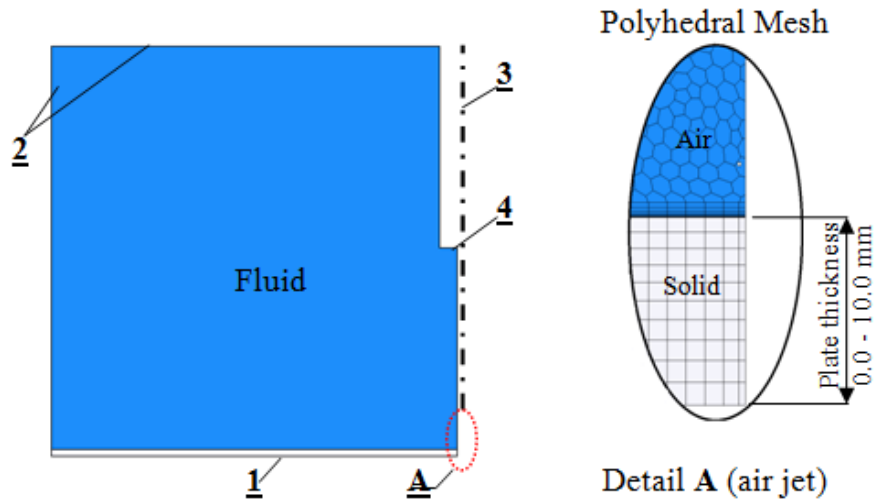 Polyhedral Mesh
3
2
Air
4
Fluid
Solid
Plate thickness
0.0 - 10.0 mm
1
A
Detail A (air jet)